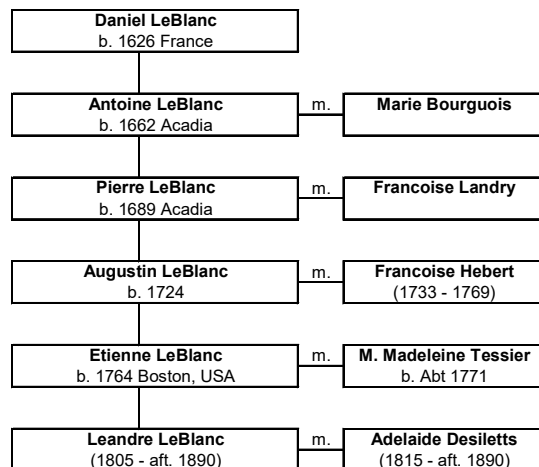 Daniel LeBlanc
b. 1626 France
Antoine LeBlanc m. Marie Bourguois
b. 1662 Acadia
Pierre LeBlanc m. Francoise Landry
b. 1689 Acadia
Augustin LeBlanc m. Francoise Hebert
b. 1724 (1733 - 1769)
Etienne LeBlanc m. M. Madeleine Tessier
b. 1764 Boston, USA b. Abt 1771
Leandre LeBlanc m. Adelaide Desiletts
(1805 - aft. 1890) (1815 - aft. 1890)